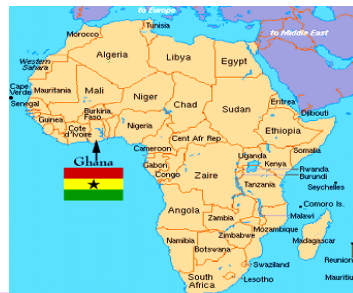 to Europe
Tunisia
Morocco
to Middle East
Algeria
Libya
Egypt
Western
Sahara
Cape
Verde
Mauritania
Mali
Niger
Chad
Sudan
Eritrea
Senegal
Djibouti
Burkina
Faso
Guinea
Cote
d'Ivoire
Nigeria
Ethiopia
Cent Afr Rep
Somalia
Ghana
Cameroon
Uganda
Kenya
Gabon
Congo
Zaire
Rwanda
Burundi
Tanzania
Seychelles
Comoro Is.
Angola
Zambia
Malawi
Mozambique
Zimbabwe
Madagascar
Namibia
Botswana
Reunion
Swaziland
South
Africa
Lesotho
Mauritiu